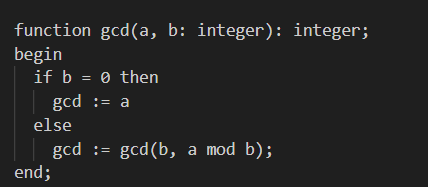 function gcd(a, b: integer): integer;
begin
  if b = 0 then
    gcd := a
  else
    gcd := gcd(b, a mod b);
end;